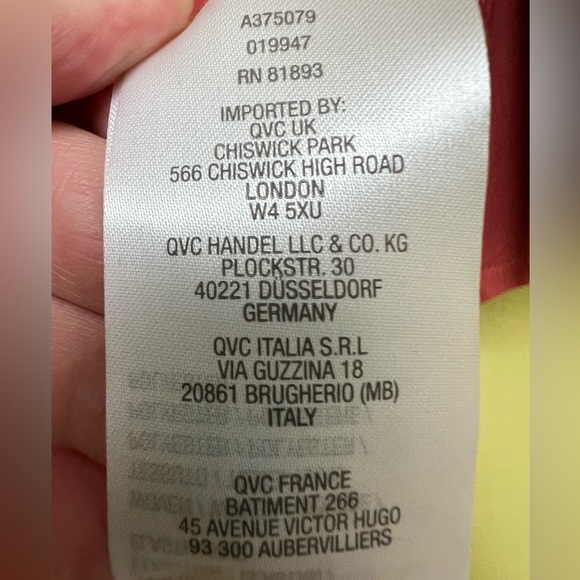 A375079
019947
RN 81893
IMPORTED BY:
QVC UK
CHISWICK PARK
566 CHISWICK HIGH ROAD
LONDON
W4 5XU
QVC HANDEL LLC & CO. KG
PLOCKSTR. 30
40221 DÜSSELDORF
GERMANY
QVC ITALIA S.R.L
VIA GUZZINA 18
20861 BRUGHERIO (MB)
ITALY
QVC FRANCE
BATIMENT 266
45 AVENUE VICTOR HUGO
93 300 AUBERVILLIERS